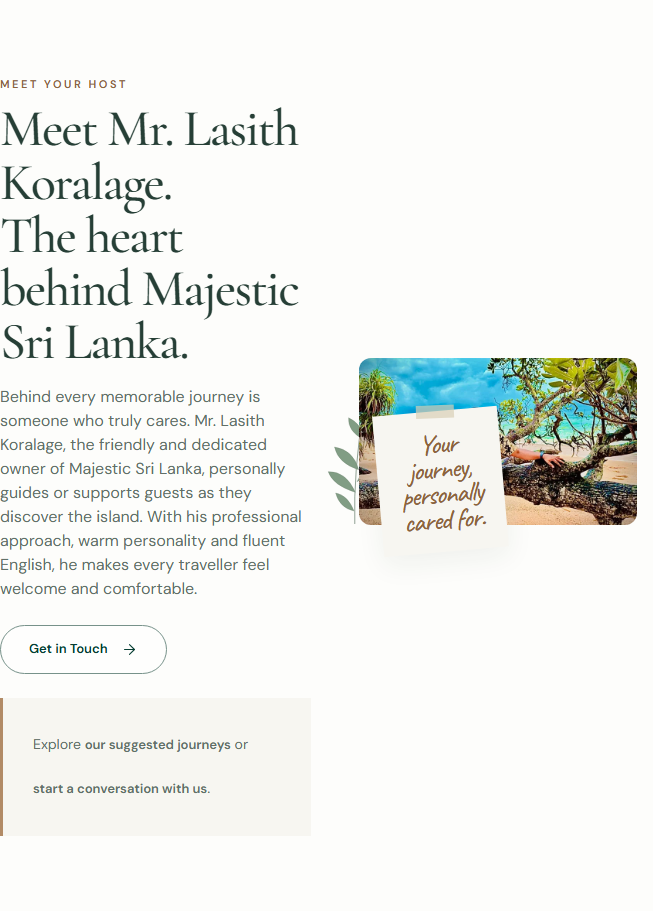 MEET YOUR HOST
Meet Mr. Lasith
Koralage.
The heart
behind Majestic
Sri Lanka.
Behind every memorable journey is
someone who truly cares. Mr. Lasith
Koralage, the friendly and dedicated
owner of Majestic Sri Lanka, personally
guides or supports guests as they
discover the island. With his professional
approach, warm personality and fluent
English, he makes every traveller feel
welcome and comfortable.
Get in Touch →
Explore our suggested journeys or
start a conversation with us.
Your
journey,
personally
cared for.